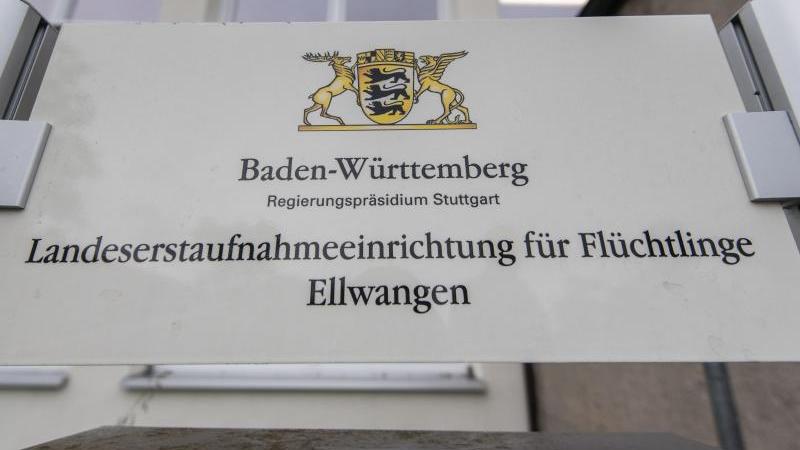 Baden-Württemberg
Regierungspräsidium Stuttgart
Landeserstaufnahmeeinrichtung für Flüchtlinge
Ellwangen